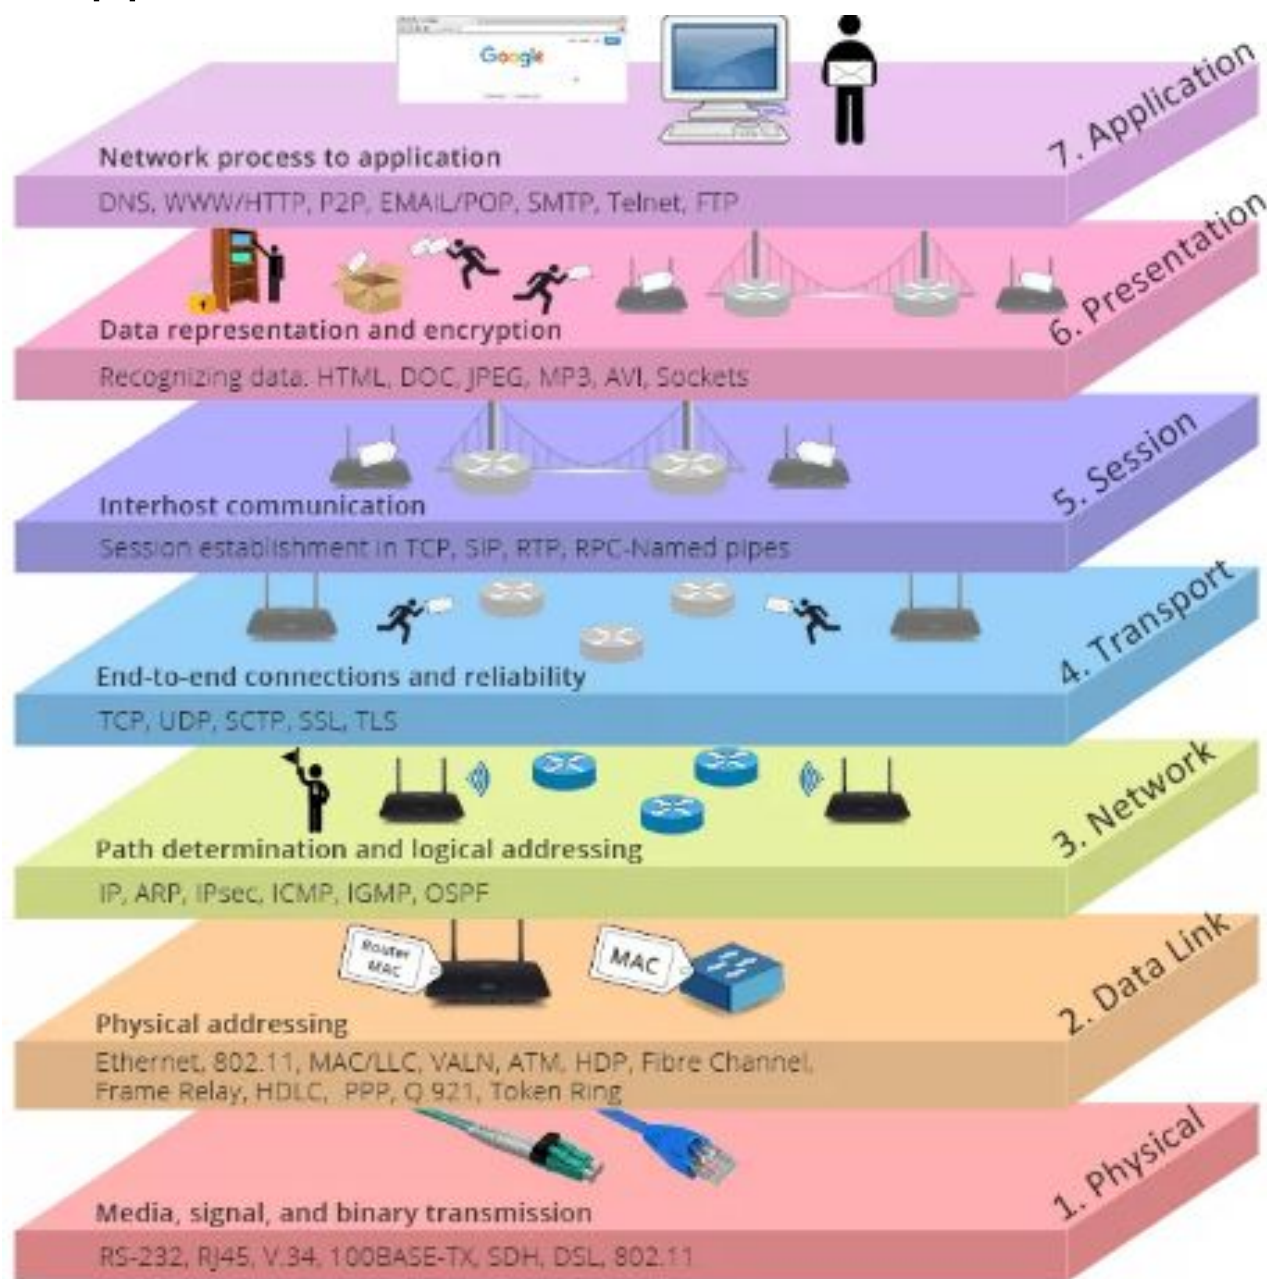 Google
7. Application
Network process to application
DNS, WWW/HTTP, P2P, EMAIL/POP, SMTP, Telnet, FTP
6. Presentation
Data representation and encryption
Recognizing data: HTML, DOC, JPEG, MP3, AVI, Sockets
5. Session
Interhost communication
Session establishment in TCP, SIP, RTP, RPC-Named pipes
4. Transport
End-to-end connections and reliability
TCP, UDP, SCTP, SSL, TLS
3. Network
Path determination and logical addressing
IP, ARP, IPsec, ICMP, IGMP, OSPF
Router
MAC
MAC
2. Data Link
Physical addressing
Ethernet, 802.11, MAC/LLC, VALN, ATM, HDP, Fibre Channel,
Frame Relay, HDLC, PPP, Q.921, Token Ring
1. Physical
Media, signal, and binary transmission
RS-232, RJ45, V.34, 100BASE-TX, SDH, DSL, 802.11